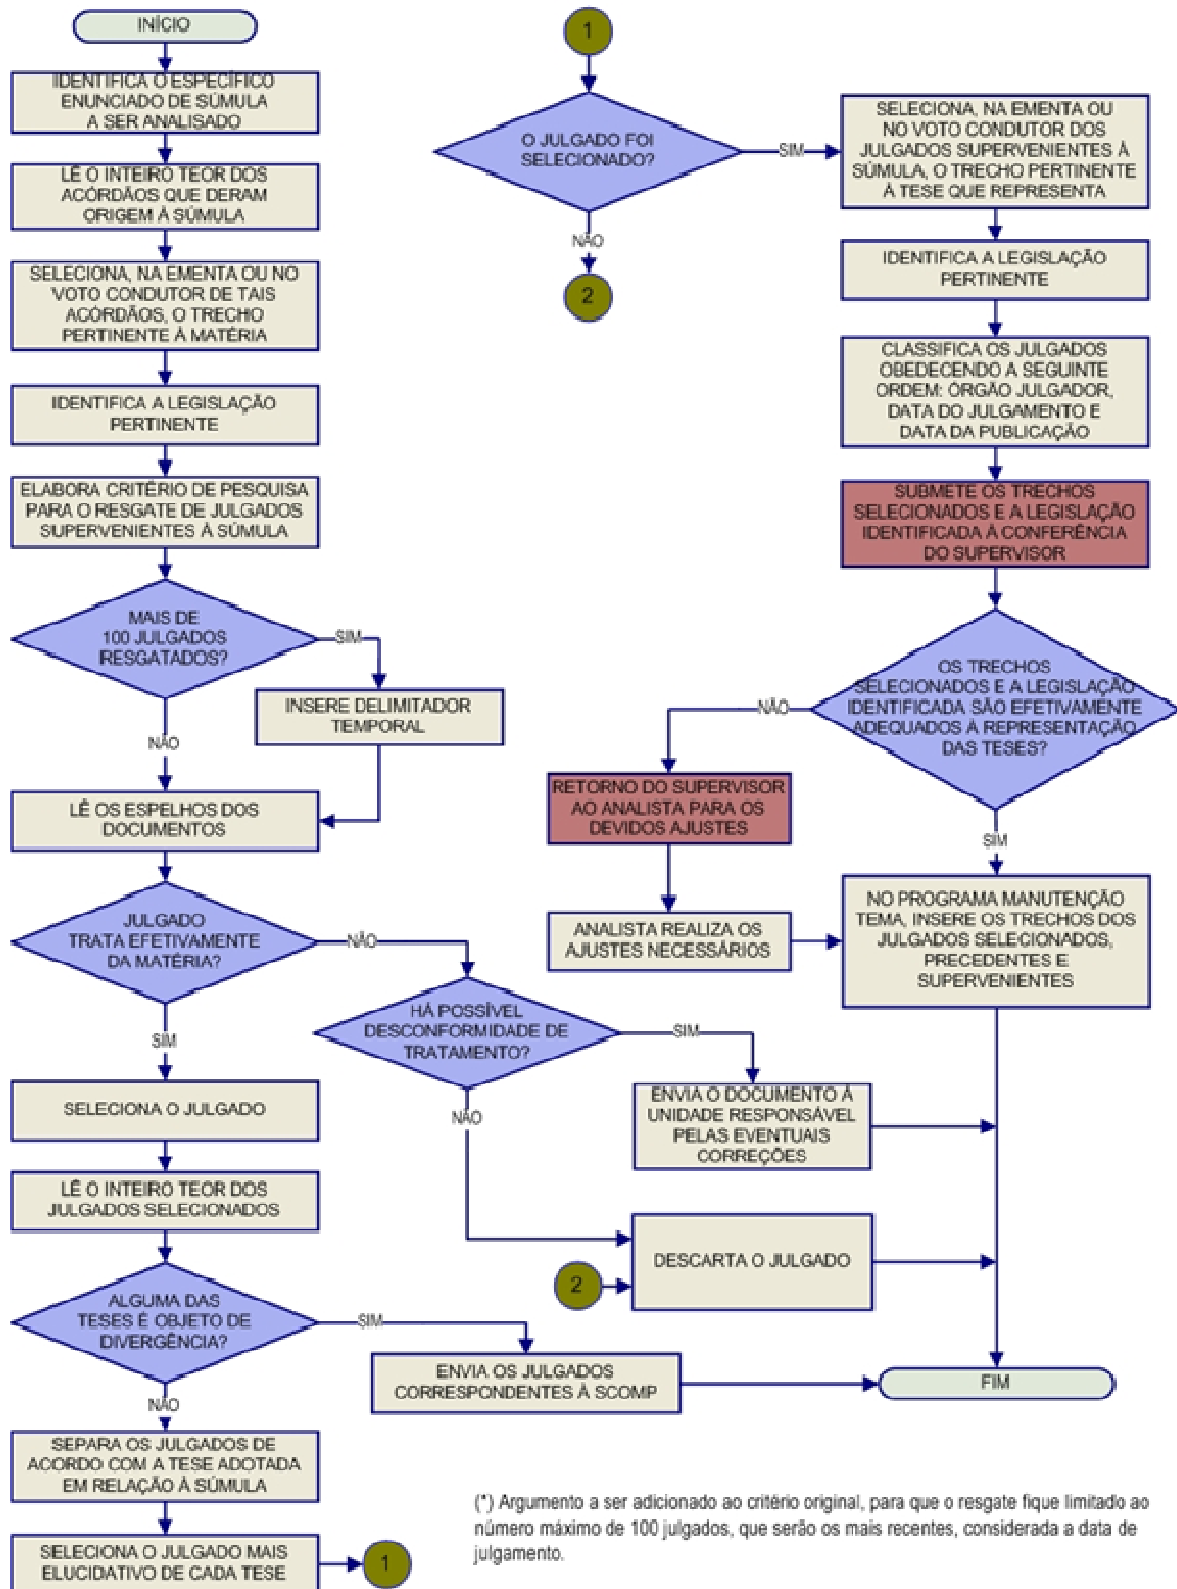 INÍCIO
IDENTIFICA O ESPECÍFICO
ENUNCIADO DE SÚMULA
A SER ANALISADO
LÊ O INTEIRO TEOR DOS
ACÓRDÃOS QUE DERAM
ORIGEM À SÚMULA
SELECIONA, NA EMENTA OU NO
VOTO CONDUTOR DE TAIS
ACÓRDÃOS, O TRECHO
PERTINENTE À MATÉRIA
IDENTIFICA A LEGISLAÇÃO
PERTINENTE
ELABORA CRITÉRIO DE PESQUISA
PARA O RESGATE DE JULGADOS
SUPERVENIENTES À SÚMULA
MAIS DE
100 JULGADOS
RESGATADOS?
SIM
INSERE DELIMITADOR
TEMPORAL
NÃO
LÊ OS ESPELHOS DOS
DOCUMENTOS
JULGADO
TRATA EFETIVAMENTE
DA MATÉRIA?
NÃO
SIM
HÁ POSSÍVEL
DESCONFORMIDADE DE
TRATAMENTO?
SIM
NÃO
ENVIA O DOCUMENTO À
UNIDADE RESPONSÁVEL
PELAS EVENTUAIS
CORREÇÕES
SELECIONA O JULGADO
LÊ O INTEIRO TEOR DOS
JULGADOS SELECIONADOS
DESCARTA O JULGADO
2
ALGUMA DAS
TESES É OBJETO DE
DIVERGÊNCIA?
SIM
ENVIA OS JULGADOS
CORRESPONDENTES À SCOMP
NÃO
SEPARA OS JULGADOS DE
ACORDO COM A TESE ADOTADA
EM RELAÇÃO À SÚMULA
SELECIONA O JULGADO MAIS
ELUCIDATIVO DE CADA TESE
1
1
O JULGADO FOI
SELECIONADO?
SIM
NÃO
2
SELECIONA, NA EMENTA OU
NO VOTO CONDUTOR DOS
JULGADOS SUPERVENIENTES À
SÚMULA, O TRECHO PERTINENTE
À TESE QUE REPRESENTA
IDENTIFICA A LEGISLAÇÃO
PERTINENTE
CLASSIFICA OS JULGADOS
OBEDECENDO A SEGUINTE
ORDEM: ÓRGÃO JULGADOR,
DATA DO JULGAMENTO E
DATA DA PUBLICAÇÃO
SUBMETE OS TRECHOS
SELECIONADOS E A LEGISLAÇÃO
IDENTIFICADA À CONFERÊNCIA
DO SUPERVISOR
OS TRECHOS
SELECIONADOS E A LEGISLAÇÃO
IDENTIFICADA SÃO EFETIVAMENTE
ADEQUADOS À REPRESENTAÇÃO
DAS TESES?
NÃO
RETORNO DO SUPERVISOR
AO ANALISTA PARA OS
DEVIDOS AJUSTES
ANALISTA REALIZA OS
AJUSTES NECESSÁRIOS
SIM
NO PROGRAMA MANUTENÇÃO
TEMA, INSERE OS TRECHOS DOS
JULGADOS SELECIONADOS,
PRECEDENTES E
SUPERVENIENTES
FIM
(*) Argumento a ser adicionado ao critério original, para que o resgate fique limitado ao
número máximo de 100 julgados, que serão os mais recentes, considerada a data de
julgamento.